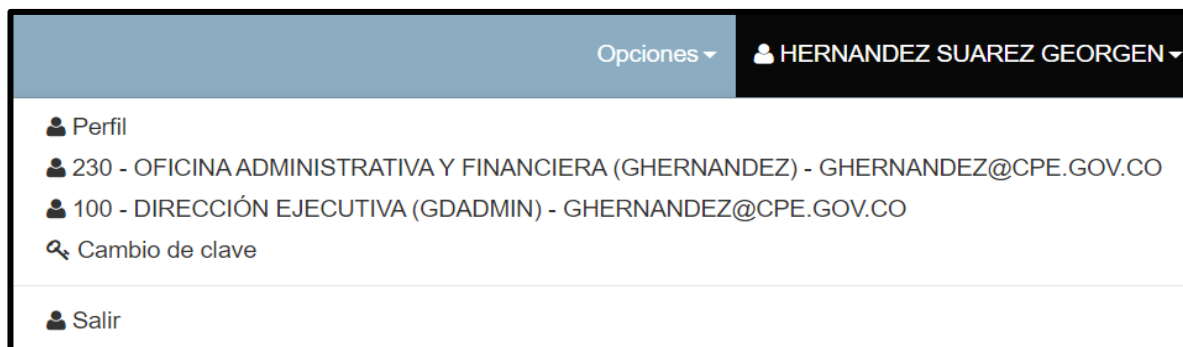 Opciones HERNANDEZ SUAREZ GEORGEN
Perfil
230 - OFICINA ADMINISTRATIVA Y FINANCIERA (GHERNANDEZ) - GHERNANDEZ@CPE.GOV.CO
100 - DIRECCIÓN EJECUTIVA (GDADMIN) - GHERNANDEZ@CPE.GOV.CO
Cambio de clave
Salir